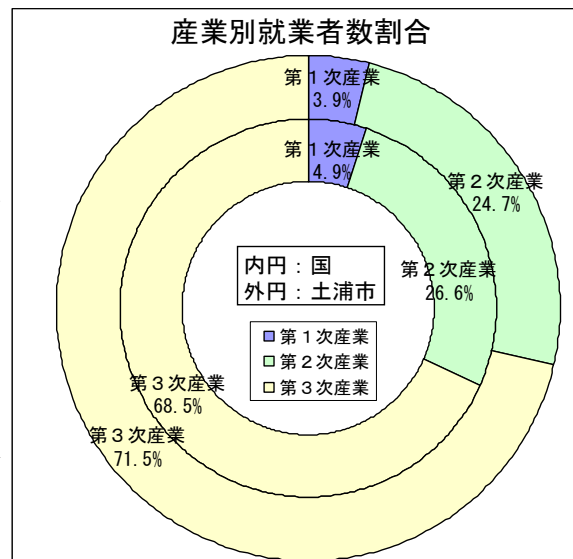 産業別就業者数割合
第１次産業
3.9%
第１次産業
4.9%
第２次産業
24.7%
第２次産業
26.6%
内円：国
外円：土浦市
第１次産業
第２次産業
第３次産業
第３次産業
68.5%
第３次産業
71.5%